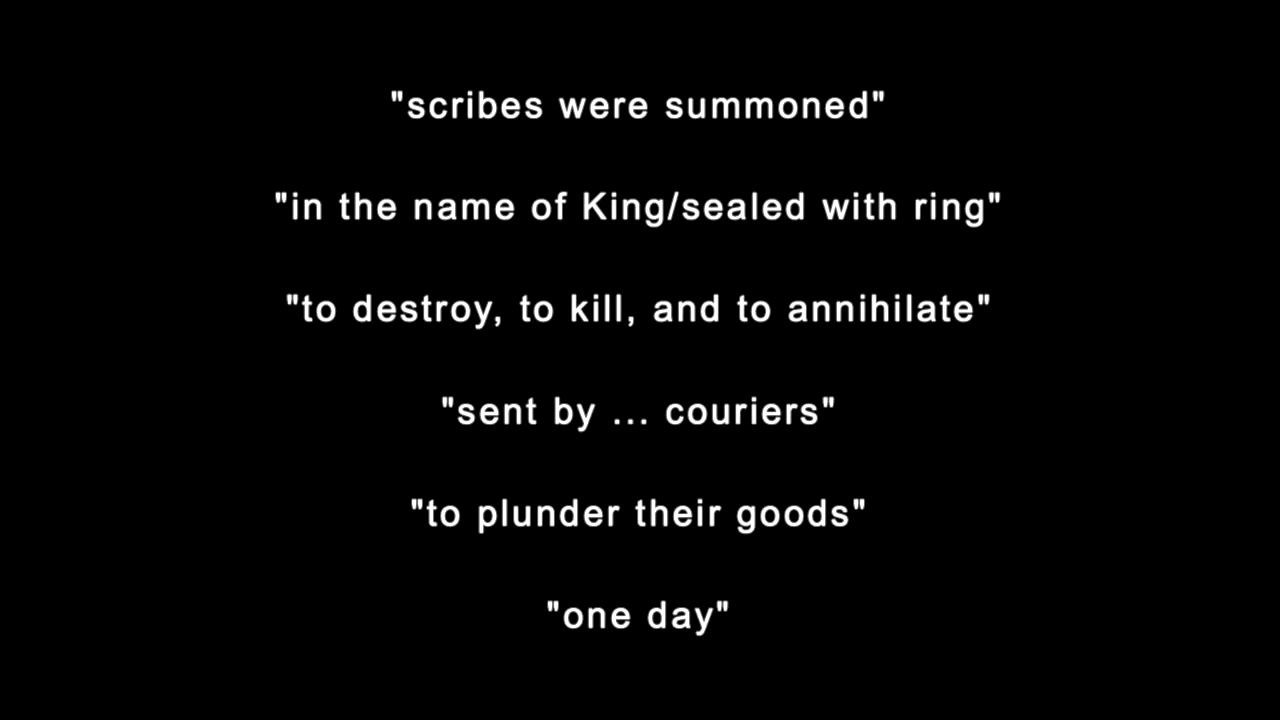 "scribes were summoned"
"in the name of King/sealed with ring"
"to destroy, to kill, and to annihilate"
"sent by ... couriers"
"to plunder their goods"
"one day"